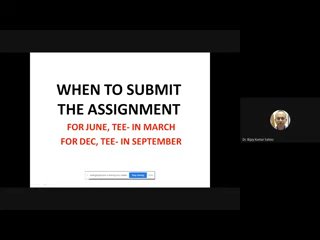 WHEN TO SUBMIT
THE ASSIGNMENT
FOR JUNE, TEE- IN MARCH
FOR DEC, TEE- IN SEPTEMBER